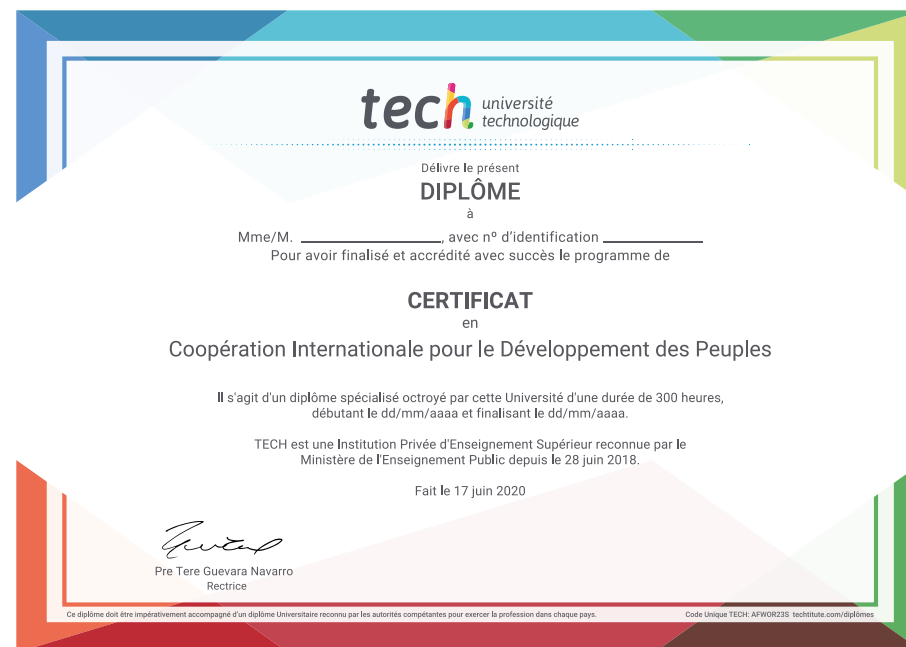 tech université
technologique
Délivre le présent
DIPLÔME
à
Mme/M. ____________________, avec nº d'identification ______________
Pour avoir finalisé et accrédité avec succès le programme de
CERTIFICAT
en
Coopération Internationale pour le Développement des Peuples
Il s'agit d'un diplôme spécialisé octroyé par cette Université d'une durée de 300 heures,
débutant le dd/mm/aaaa et finalisant le dd/mm/aaaa.
TECH est une Institution Privée d'Enseignement Supérieur reconnue par le
Ministère de l'Enseignement Public depuis le 28 juin 2018.
Fait le 17 juin 2020
Pre Tere Guevara Navarro
Rectrice
Ce diplôme doit être impérativement accompagné d'un diplôme Universitaire reconnu par les autorités compétantes pour exercer la profession dans chaque pays.
Code Unique TECH: AFWOR23S techtitute.com/diplômes